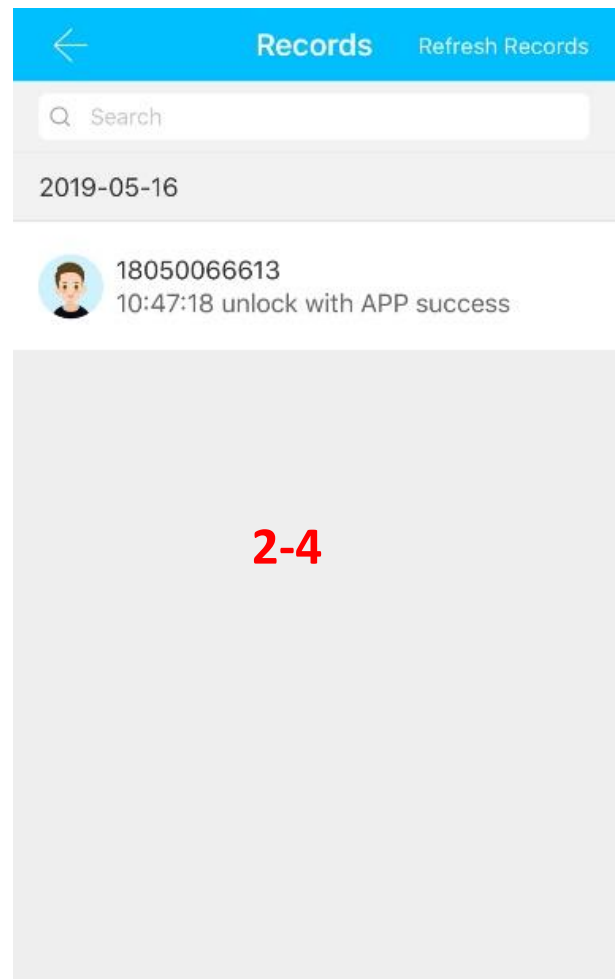 Records Refresh Records
Search
2019-05-16
18050066613
10:47:18 unlock with APP success
2-4